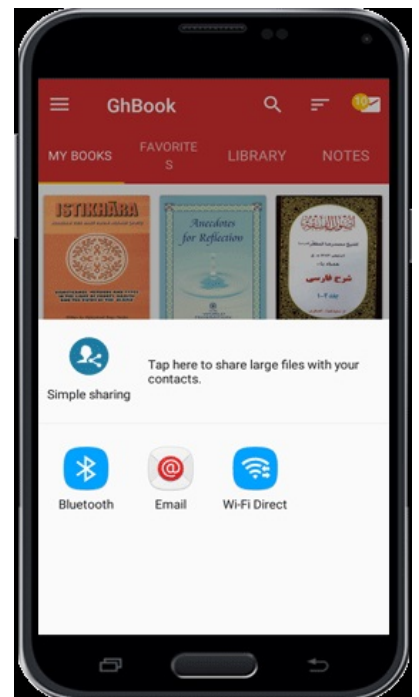 GhBook
10
MY BOOKS
FAVORITE
S
LIBRARY
NOTES
ISTIKHĀRA
Anecdotes
for Reflection
شرح فارسی
Simple sharing
Tap here to share large files with your
contacts.
Bluetooth
Email
Wi-Fi Direct